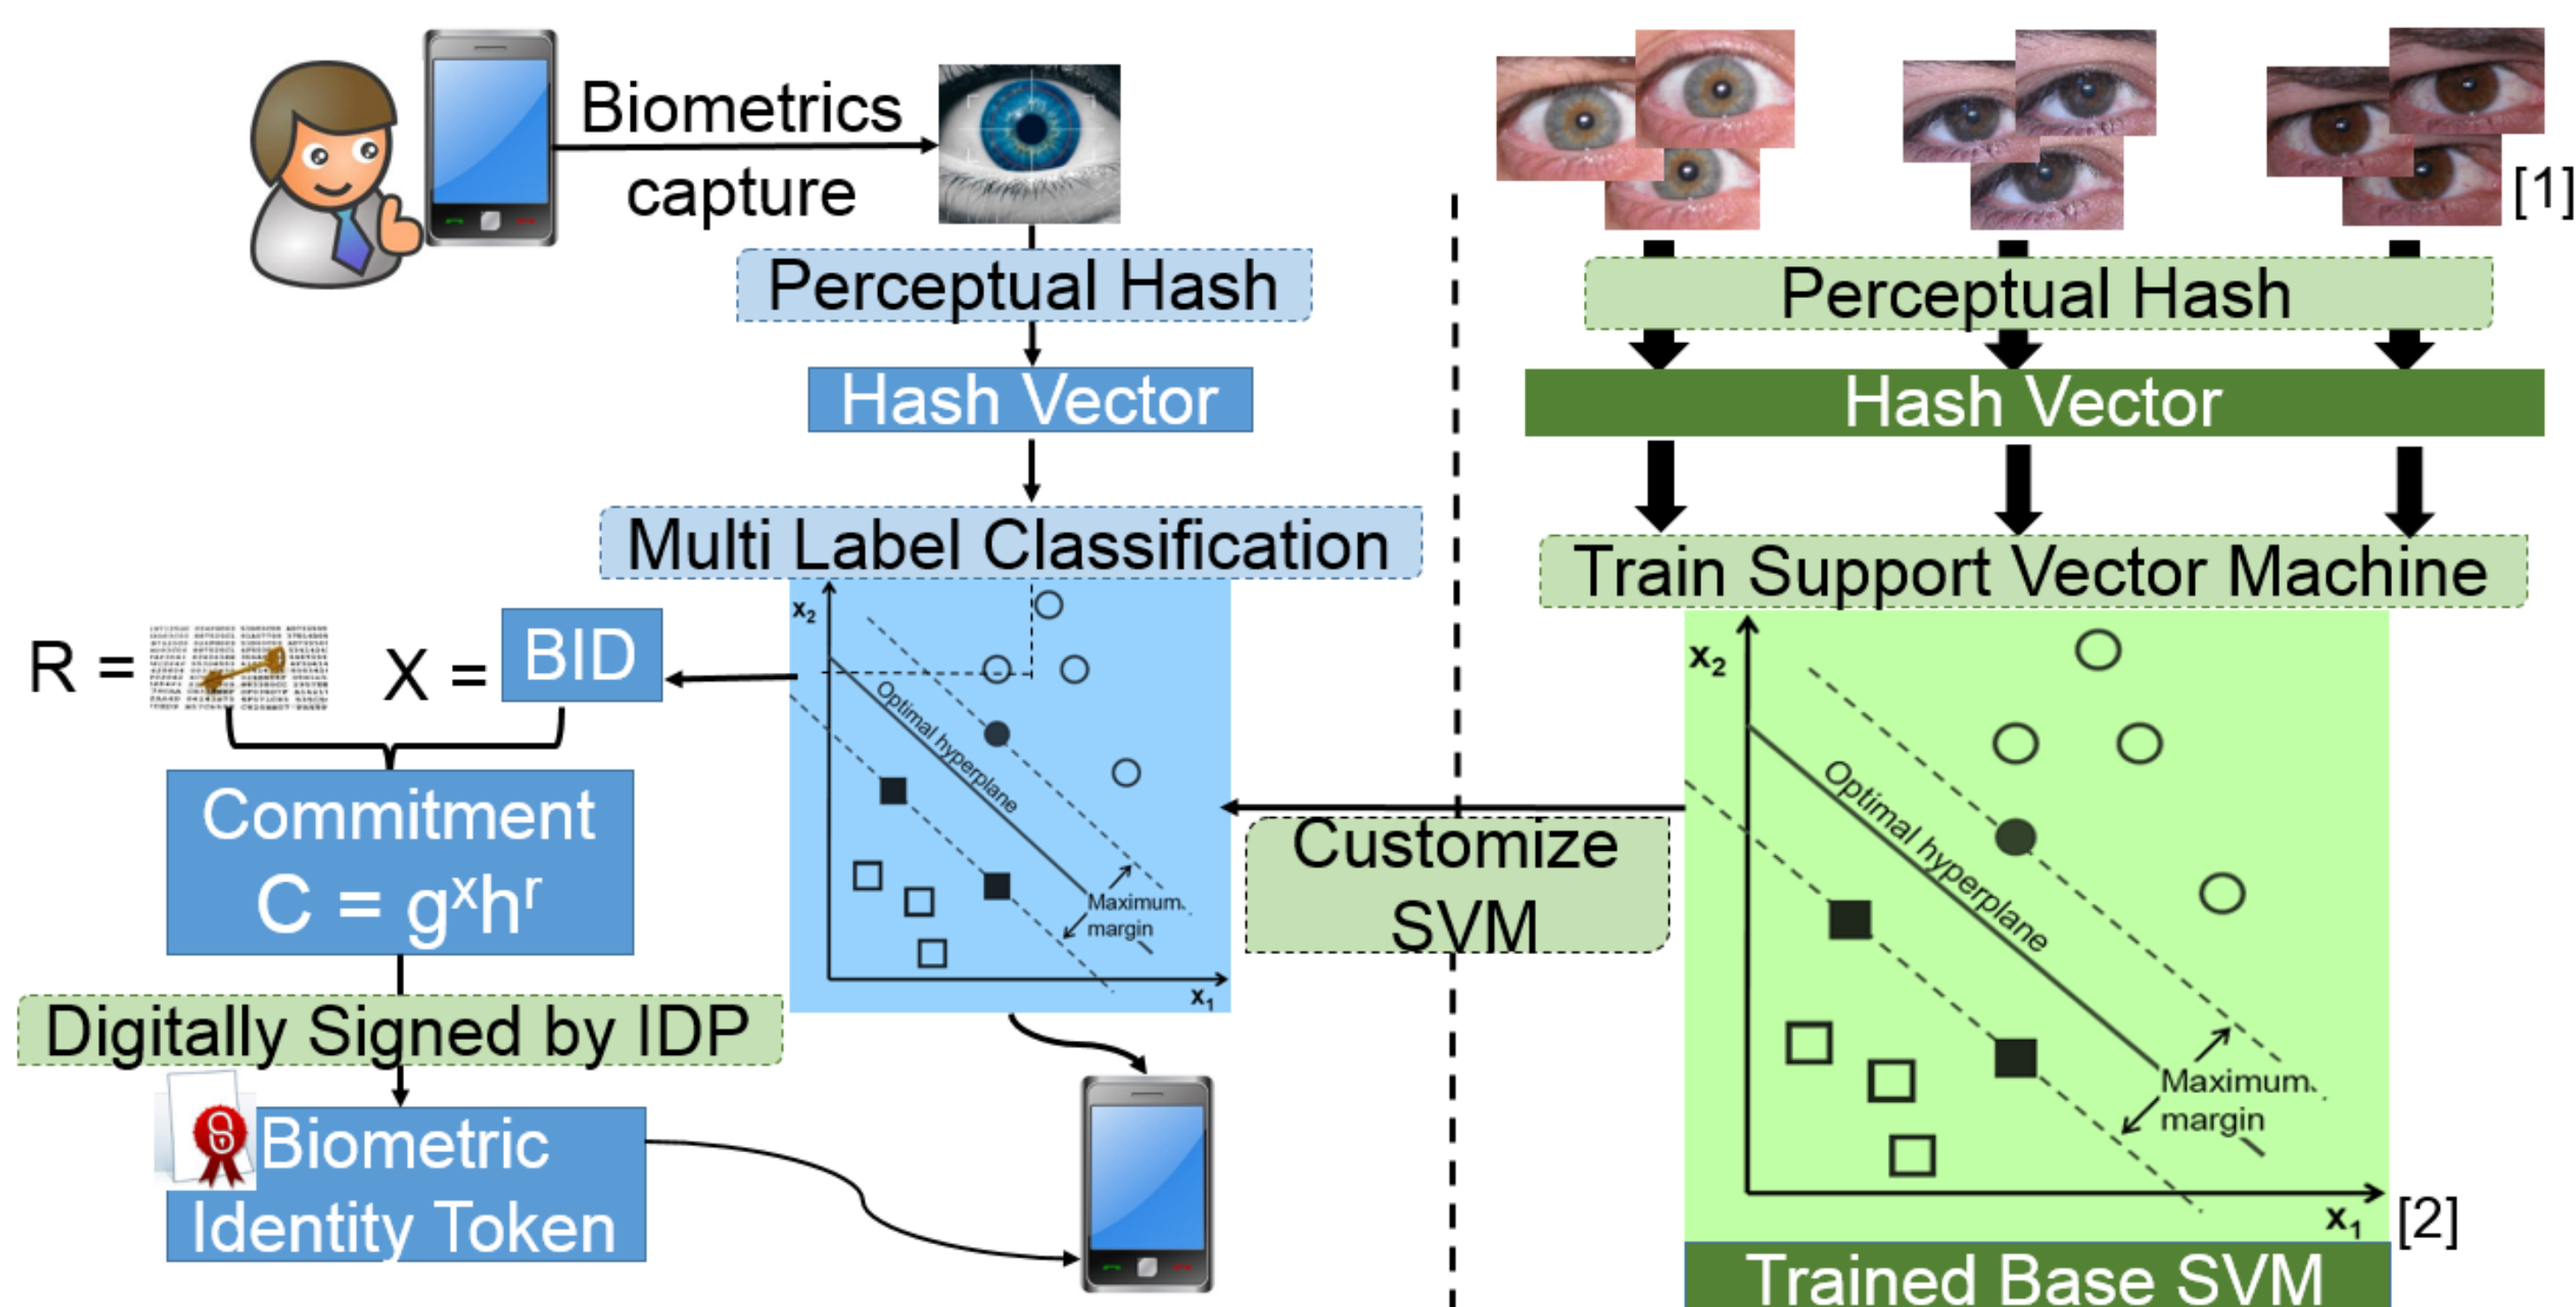 Biometrics
capture
Perceptual Hash
Hash Vector
Multi Label Classification
x₂
Optimal hyperplane
Maximum
margin
x₁
R =
X =
BID
Commitment
C = gˣhʳ
Digitally Signed by IDP
Biometric
Identity Token
[1]
Perceptual Hash
Hash Vector
Train Support Vector Machine
Customize
SVM
x₂
Optimal hyperplane
Maximum
margin
x₁
[2]
Trained Base SVM